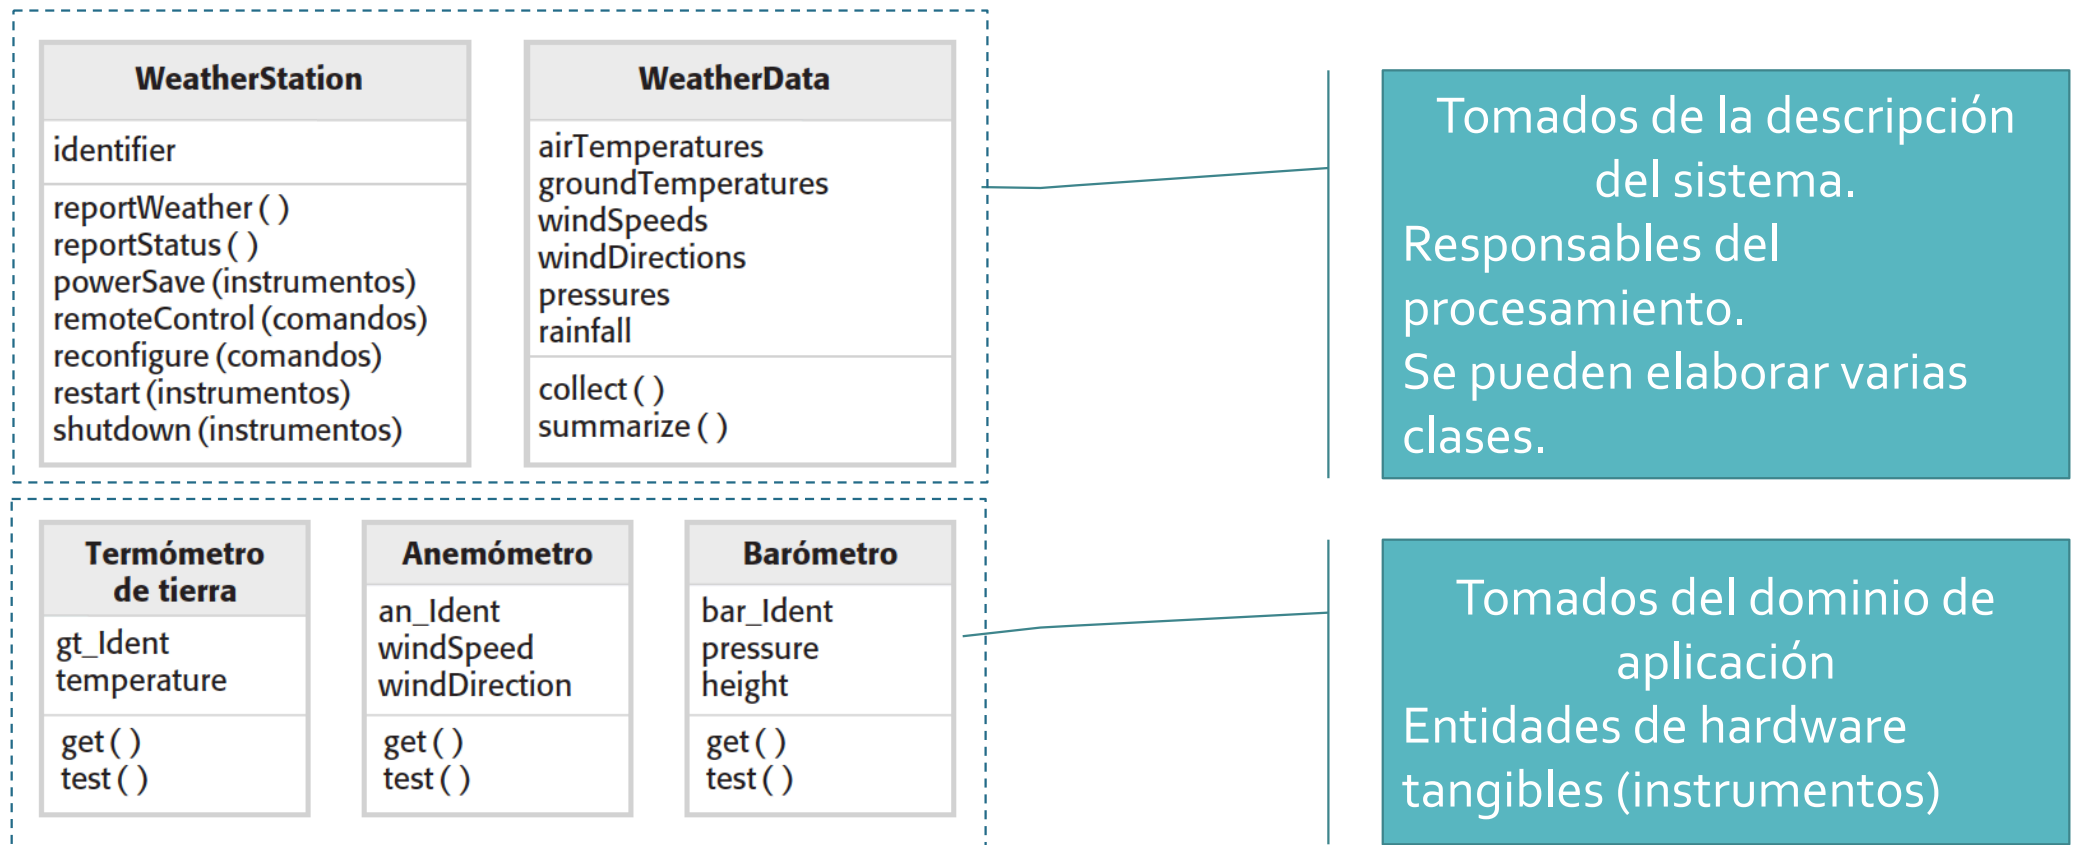 WeatherStation
identifier
reportWeather ( )
reportStatus ( )
powerSave (instrumentos)
remoteControl (comandos)
reconfigure (comandos)
restart (instrumentos)
shutdown (instrumentos)
WeatherData
airTemperatures
groundTemperatures
windSpeeds
windDirections
pressures
rainfall
collect ( )
summarize ( )
Tomados de la descripción
del sistema.
Responsables del
procesamiento.
Se pueden elaborar varias
clases.
Termómetro
de tierra
gt_Ident
temperature
get ( )
test ( )
Anemómetro
an_Ident
windSpeed
windDirection
get ( )
test ( )
Barómetro
bar_Ident
pressure
height
get ( )
test ( )
Tomados del dominio de
aplicación
Entidades de hardware
tangibles (instrumentos)